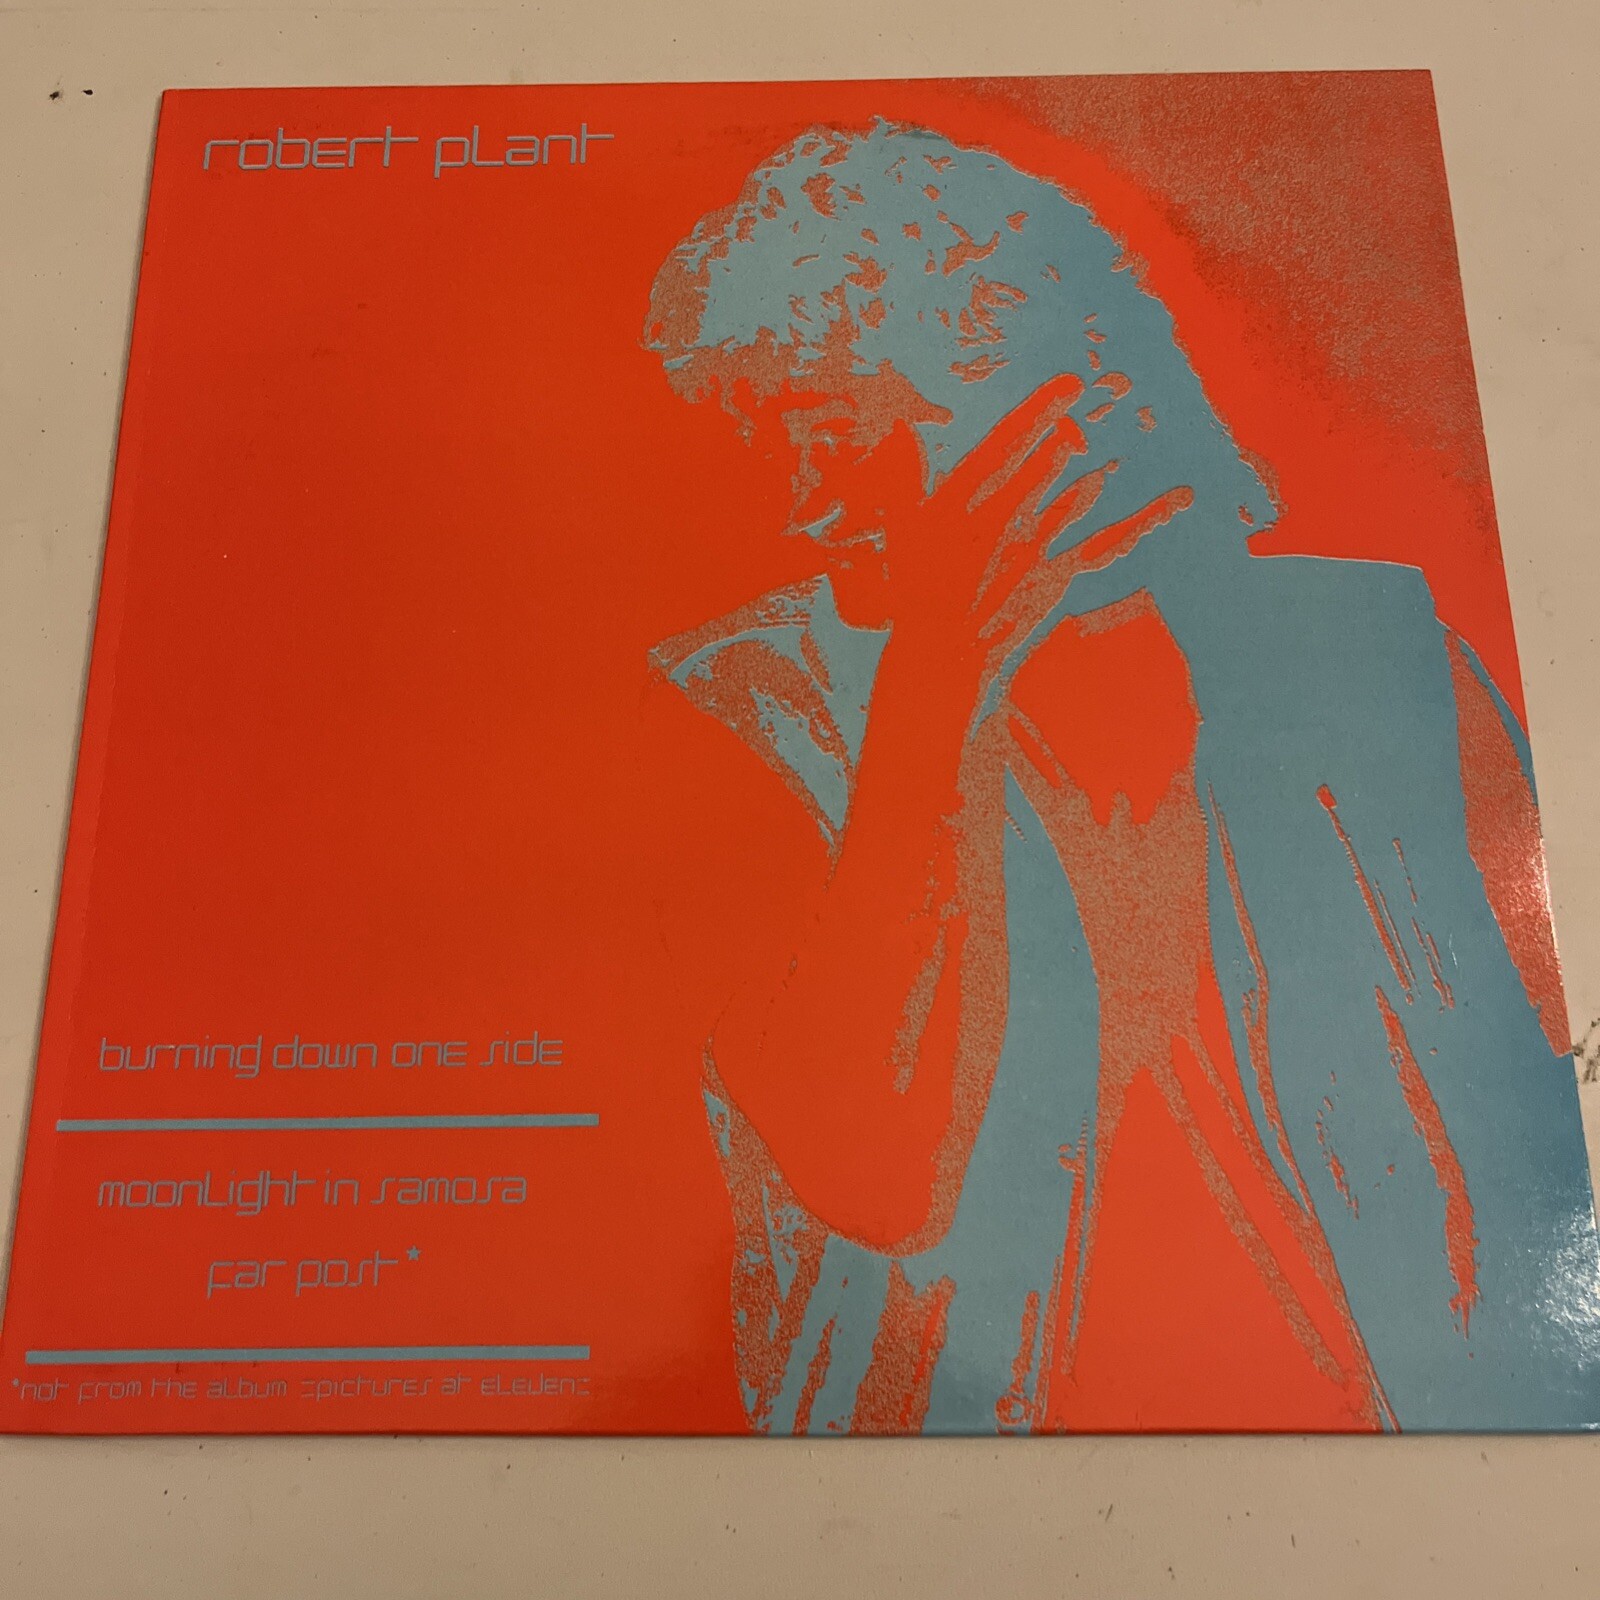 robert plant
burning down one side
moonlight in samosa
far post*
*not from the album :pictures at eleven: